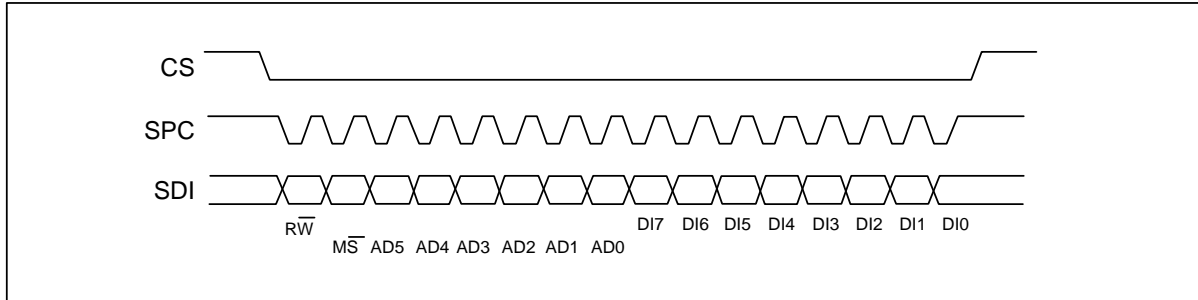 CS
SPC
SDI
RW̅
DI7 DI6 DI5 DI4 DI3 DI2 DI1 DI0
MS̅ AD5 AD4 AD3 AD2 AD1 AD0